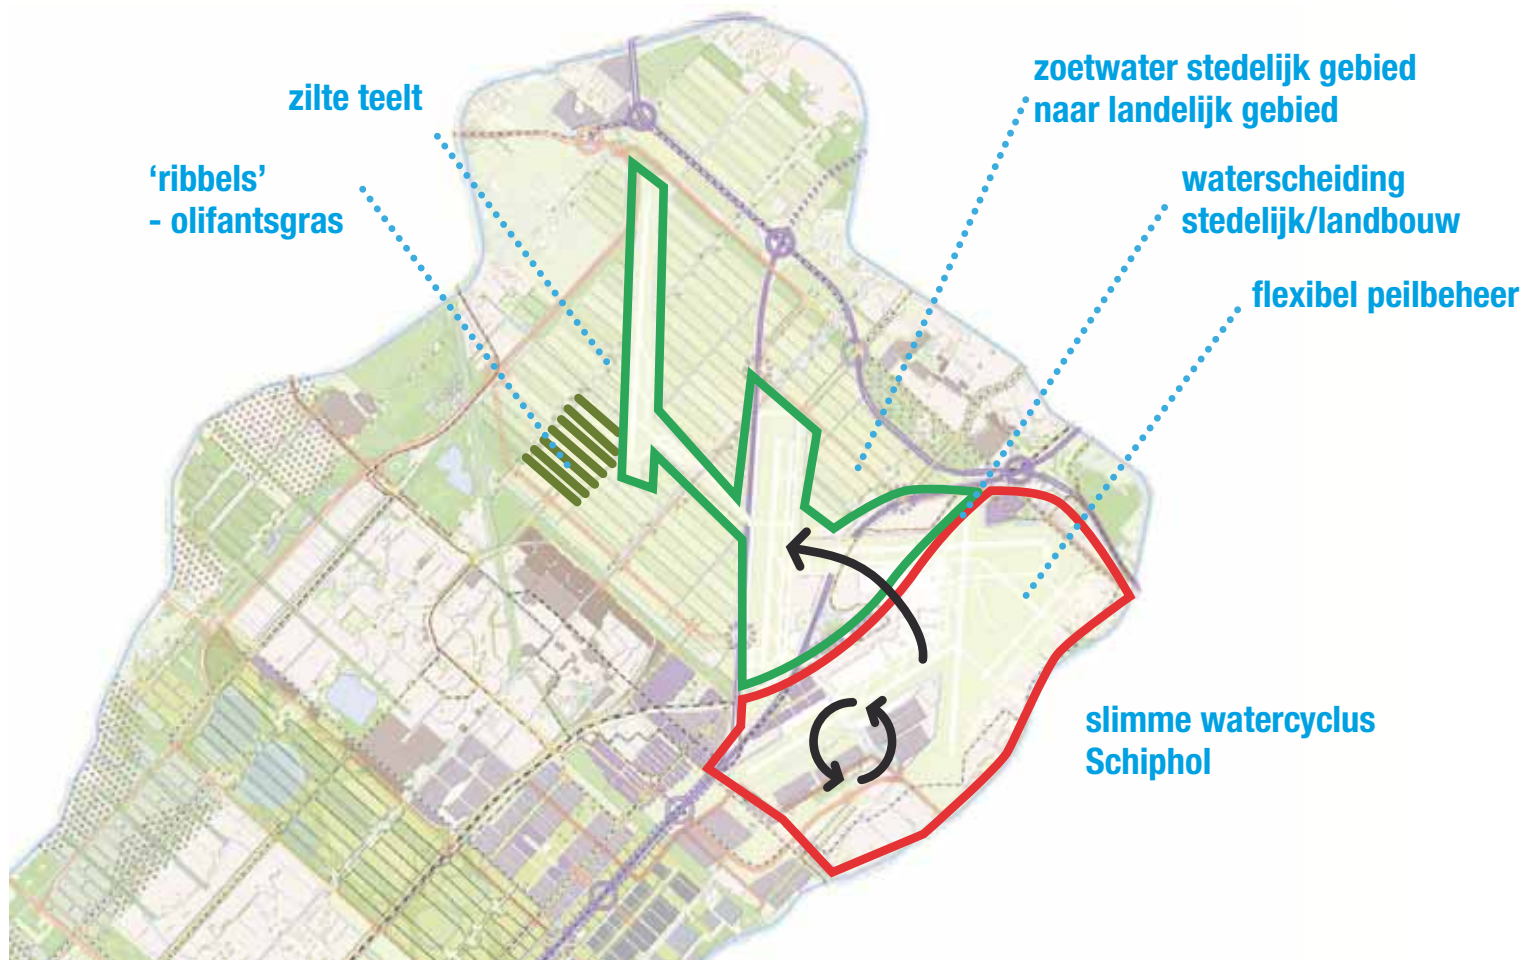 zilte teelt
‘ribbels’
- olifantsgras
zoetwater stedelijk gebied
naar landelijk gebied
waterscheiding
stedelijk/landbouw
flexibel peilbeheer
slimme watercyclus
Schiphol